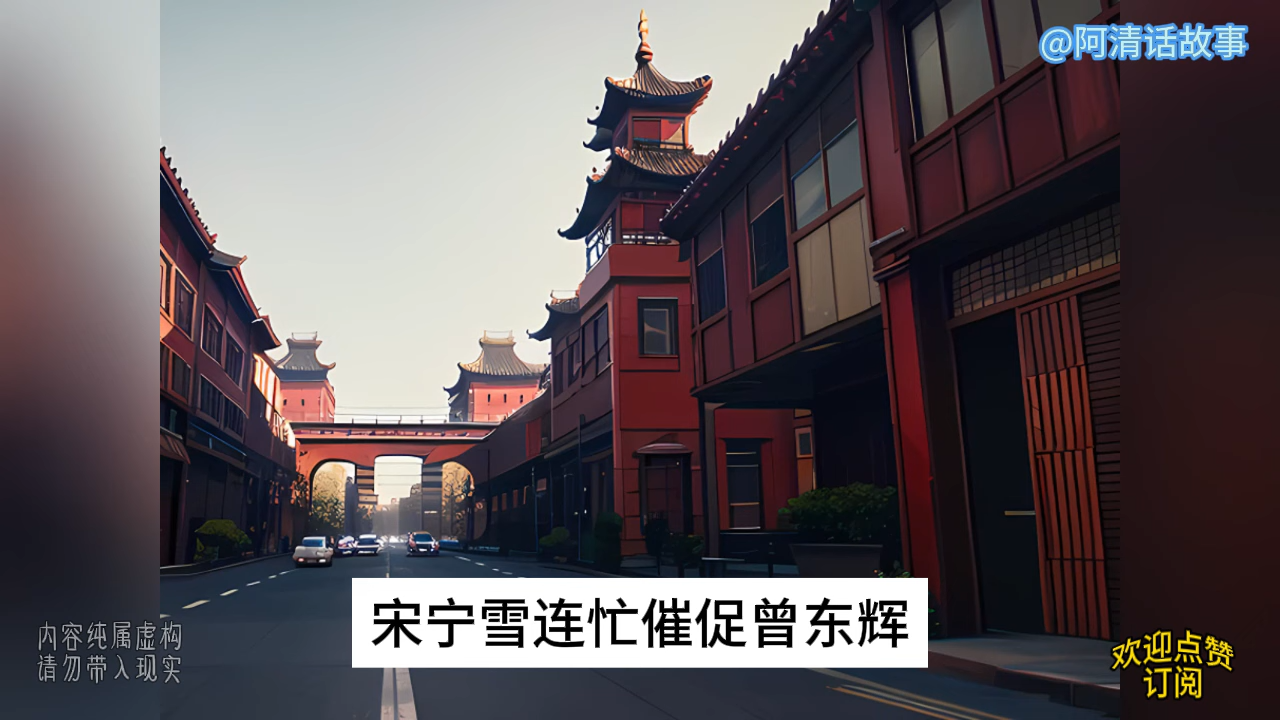 @阿清话故事
宋宁雪连忙催促曾东辉
内容纯属虚构
请勿带入现实
欢迎点赞
订阅